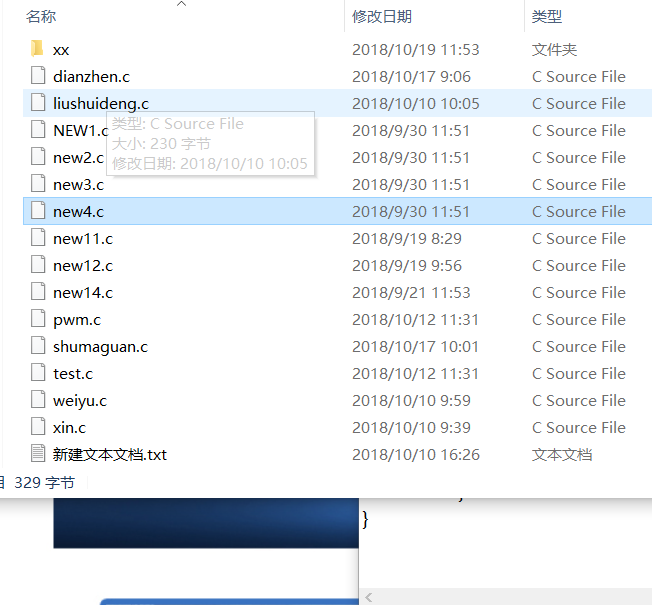 名称 修改日期 类型
xx 2018/10/19 11:53 文件夹
dianzhen.c 2018/10/17 9:06 C Source File
liushuideng.c 2018/10/10 10:05 C Source File
NEW1.c 2018/9/30 11:51 C Source File
类型: C Source File
大小: 230 字节
修改日期: 2018/10/10 10:05
new2.c 2018/9/30 11:51 C Source File
new3.c 2018/9/30 11:51 C Source File
new4.c 2018/9/30 11:51 C Source File
new11.c 2018/9/19 8:29 C Source File
new12.c 2018/9/19 9:56 C Source File
new14.c 2018/9/21 11:53 C Source File
pwm.c 2018/10/12 11:31 C Source File
shumaguan.c 2018/10/17 10:01 C Source File
test.c 2018/10/12 11:31 C Source File
weiyu.c 2018/10/10 9:59 C Source File
xin.c 2018/10/10 9:39 C Source File
新建文本文档.txt 2018/10/10 16:26 文本文档
329 字节
}